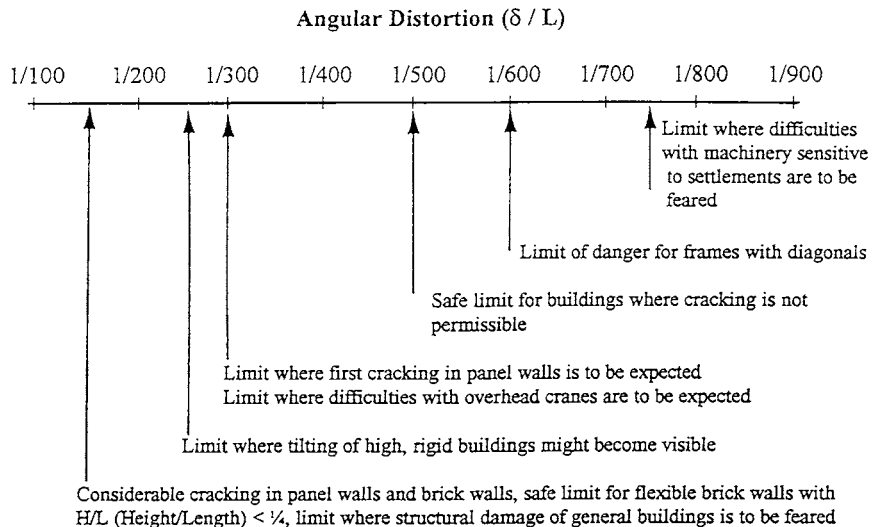 Angular Distortion (δ / L)
1/100 1/200 1/300 1/400 1/500 1/600 1/700 1/800 1/900
Limit where difficulties
with machinery sensitive
to settlements are to be
feared
Limit of danger for frames with diagonals
Safe limit for buildings where cracking is not
permissible
Limit where first cracking in panel walls is to be expected
Limit where difficulties with overhead cranes are to be expected
Limit where tilting of high, rigid buildings might become visible
Considerable cracking in panel walls and brick walls, safe limit for flexible brick walls with
H/L (Height/Length) < ¼, limit where structural damage of general buildings is to be feared